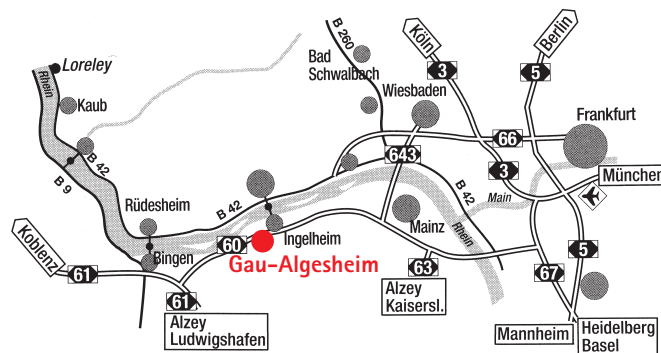 Loreley
Rhein
Kaub
B 42
B 9
Rüdesheim
Bingen
Koblenz
61
61
Alzey
Ludwigshafen
B 42
60
Ingelheim
Gau-Algesheim
B 260
Bad
Schwalbach
Wiesbaden
Köln
3
Berlin
5
Frankfurt
66
643
3
München
Main
B 42
Rhein
Mainz
63
Alzey
Kaisersl.
5
67
Mannheim
Heidelberg
Basel